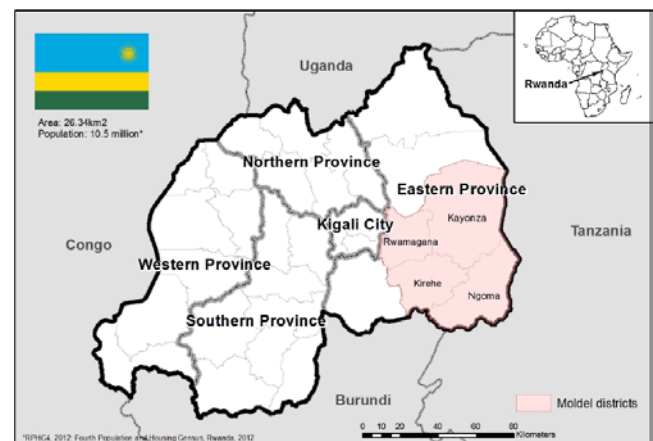 Uganda
Rwanda
Area: 26.34km2
Population: 10.5 million*
Northern Province
Eastern Province
Kayonza
Kigali City
Rwamagana
Tanzania
Congo
Western Province
Kirehe
Ngoma
Southern Province
Burundi
Moldel districts
0 10 20 40 60 80
Kilometers
*RPHC4, 2012: Fourth Population and Housing Census, Rwanda, 2012